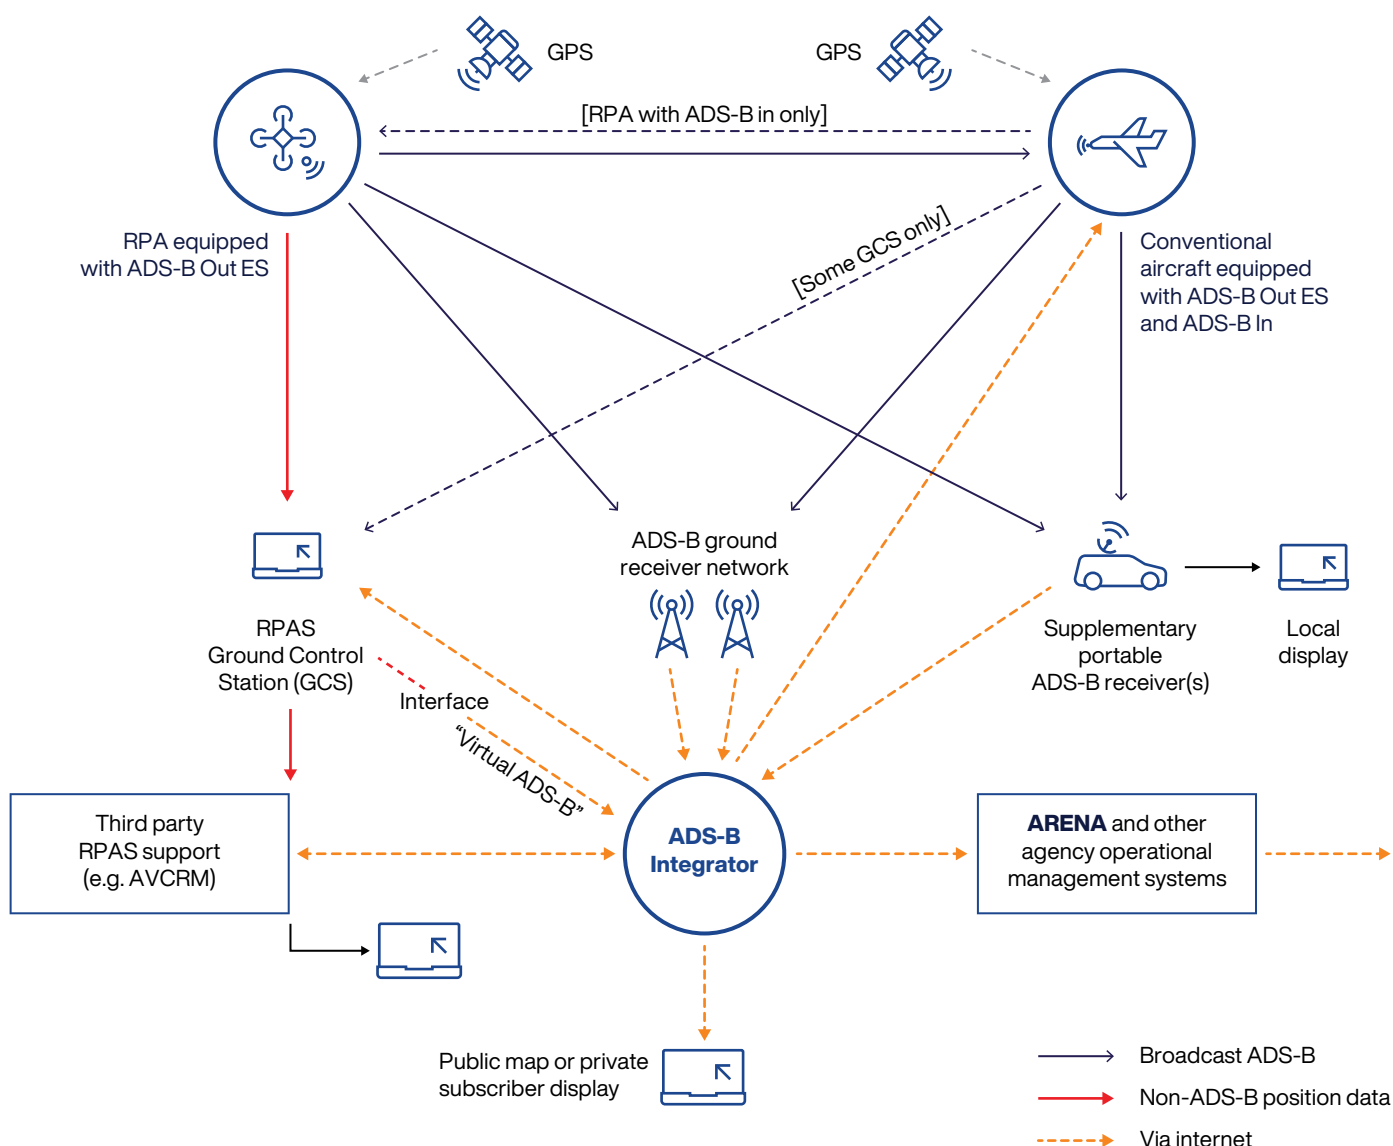 GPS
GPS
[RPA with ADS-B in only]
RPA equipped
with ADS-B Out ES
[Some GCS only]
Conventional
aircraft equipped
with ADS-B Out ES
and ADS-B In
ADS-B ground
receiver network
RPAS
Ground Control
Station (GCS)
Supplementary
portable
ADS-B receiver(s)
Local
display
Interface
“Virtual ADS-B”
Third party
RPAS support
(e.g. AVCRM)
ADS-B
Integrator
ARENA and other
agency operational
management systems
Public map or private
subscriber display
Broadcast ADS-B
Non-ADS-B position data
Via internet